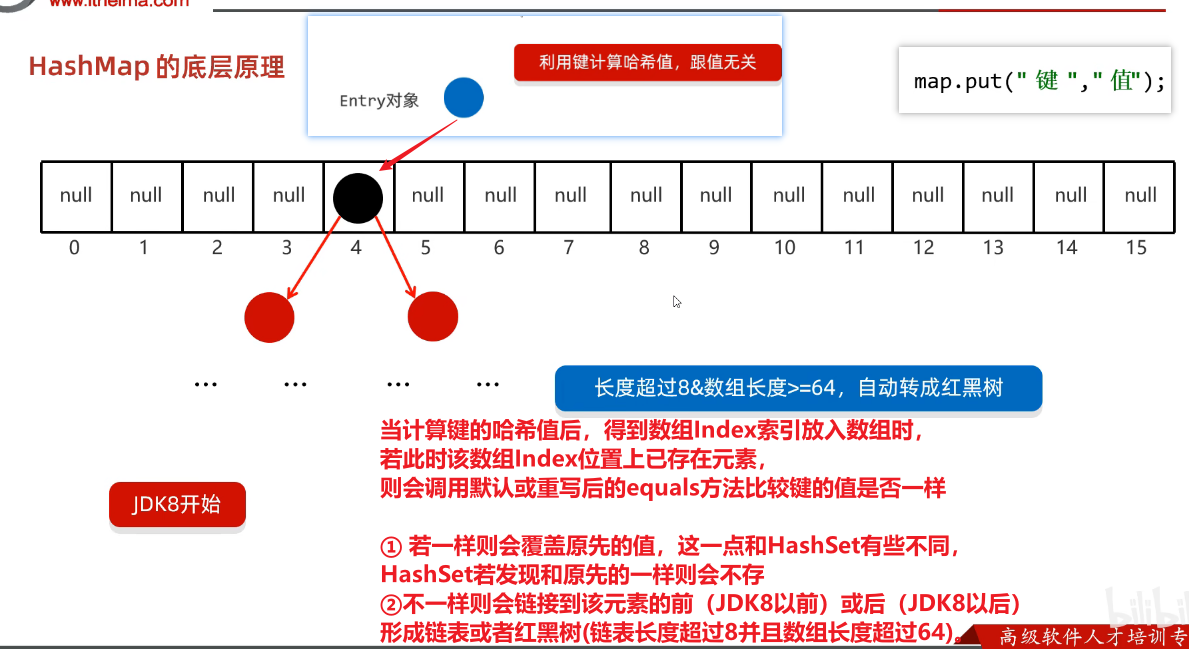 www.itheima.com
HashMap 的底层原理
利用键计算哈希值，跟值无关
Entry对象
map.put(" 键 "," 值");
null null null null null null null null null null null null null null null
0 1 2 3 4 5 6 7 8 9 10 11 12 13 14 15
... ... ... ...
长度超过8&数组长度>=64，自动转成红黑树
当计算键的哈希值后，得到数组Index索引放入数组时，
若此时该数组Index位置上已存在元素，
则会调用默认或重写后的equals方法比较键的值是否一样
JDK8开始
① 若一样则会覆盖原先的值，这一点和HashSet有些不同，
HashSet若发现和原先的一样则会不存
②不一样则会链接到该元素的前（JDK8以前）或后（JDK8以后）
形成链表或者红黑树(链表长度超过8并且数组长度超过64)。
bilibili
高级软件人才培训专